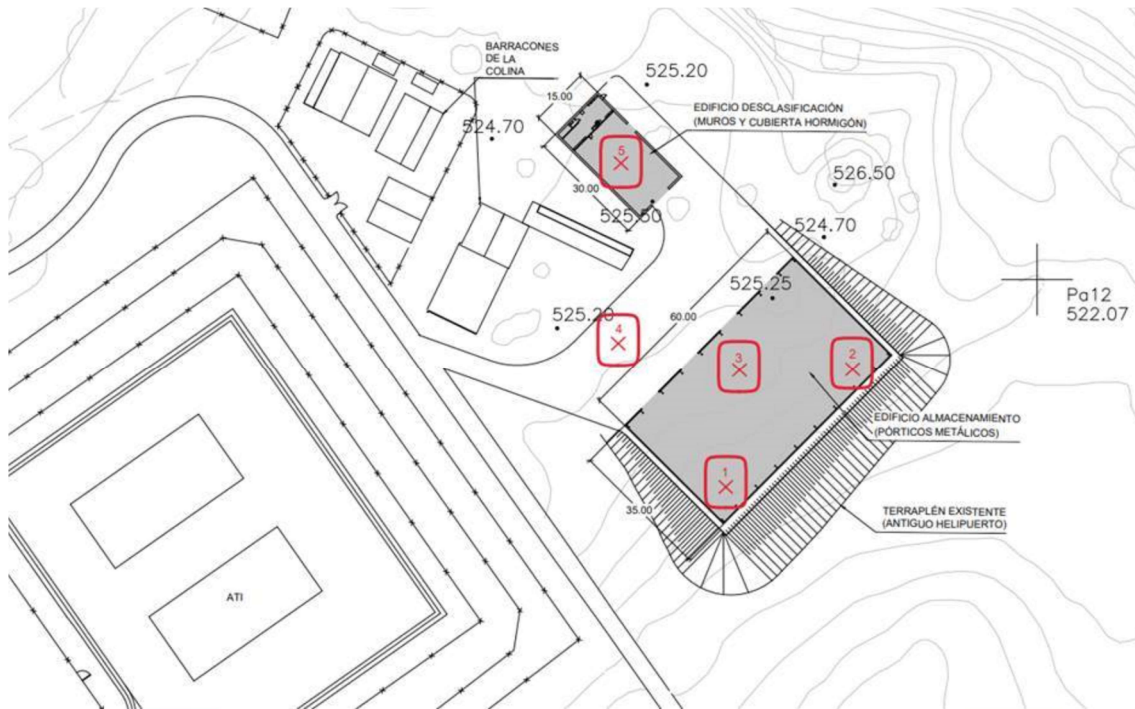 BARRACONES
DE LA
COLINA
525.20
15.00
EDIFICIO DESCLASIFICACIÓN
(MUROS Y CUBIERTA HORMIGÓN)
524.70
5
526.50
30.00
525.50
524.70
525.25
Pa12
522.07
525.20
60.00
4
3
2
EDIFICIO ALMACENAMIENTO
(PÓRTICOS METÁLICOS)
1
35.00
TERRAPLÉN EXISTENTE
(ANTIGUO HELIPUERTO)
ATI